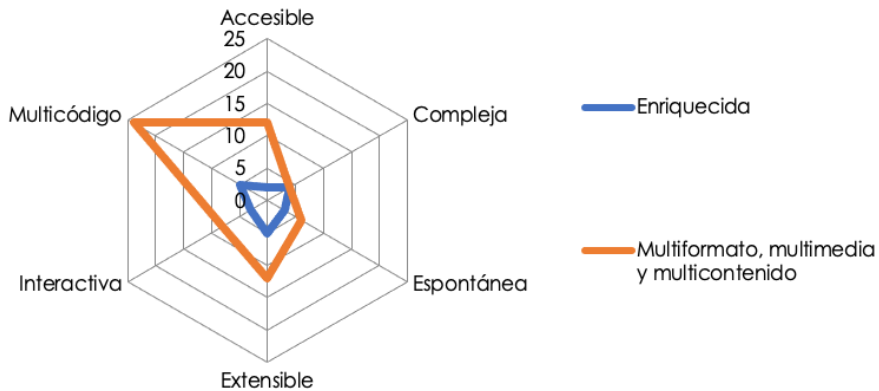 Accesible
25
20
15
10
5
0
Multicódigo
Compleja
Interactiva
Espontánea
Extensible
Enriquecida
Multiformato, multimedia
y multicontenido